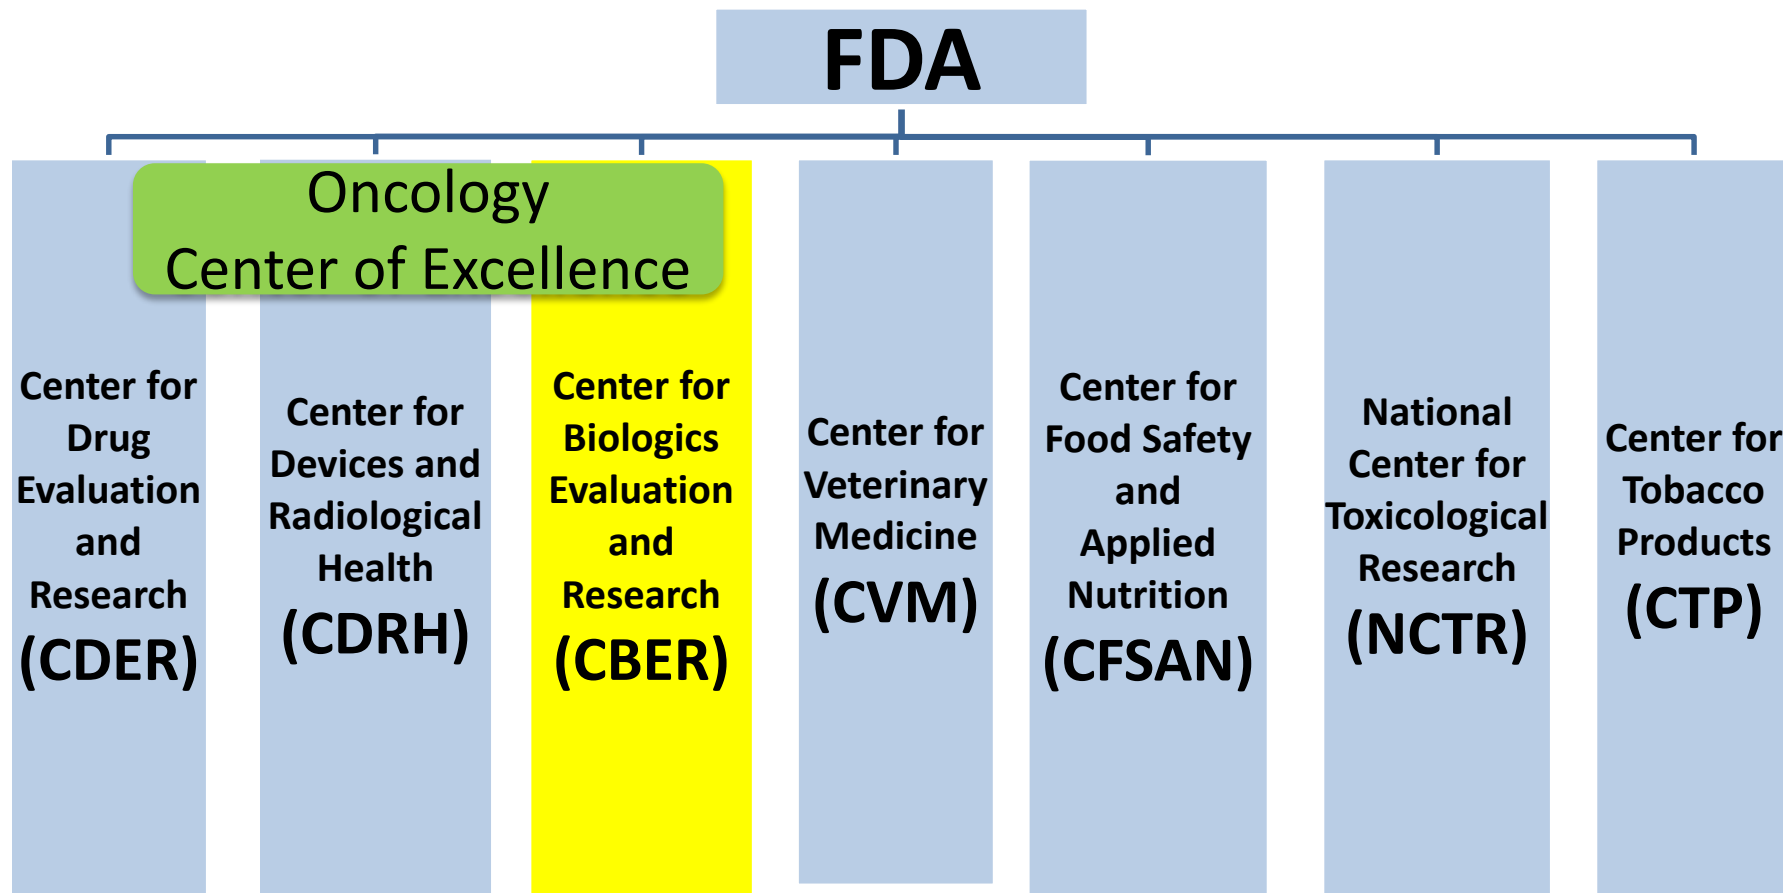 FDA
Oncology
Center of Excellence
Center for
Drug
Evaluation
and
Research
(CDER)
Center for
Devices and
Radiological
Health
(CDRH)
Center for
Biologics
Evaluation
and
Research
(CBER)
Center for
Veterinary
Medicine
(CVM)
Center for
Food Safety
and
Applied
Nutrition
(CFSAN)
National
Center for
Toxicological
Research
(NCTR)
Center for
Tobacco
Products
(CTP)